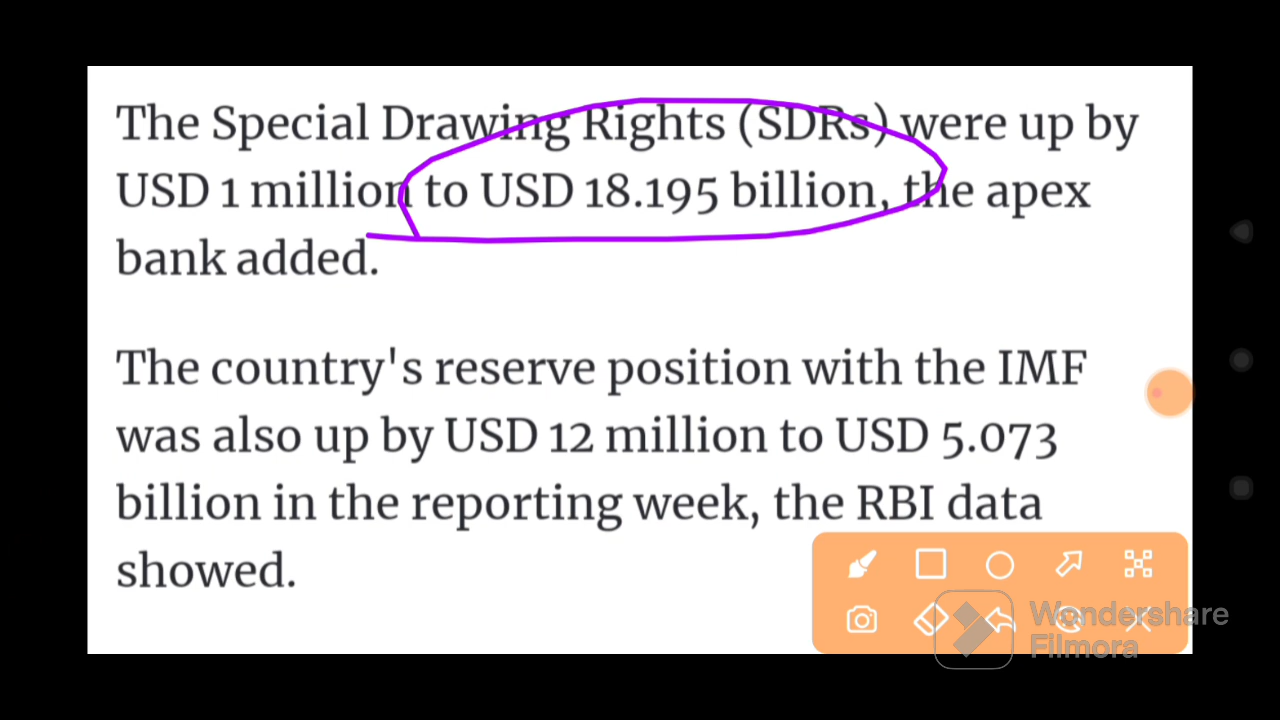 The Special Drawing Rights (SDRs) were up by
USD 1 million to USD 18.195 billion, the apex
bank added.
The country's reserve position with the IMF
was also up by USD 12 million to USD 5.073
billion in the reporting week, the RBI data
showed.
Wondershare
Filmora